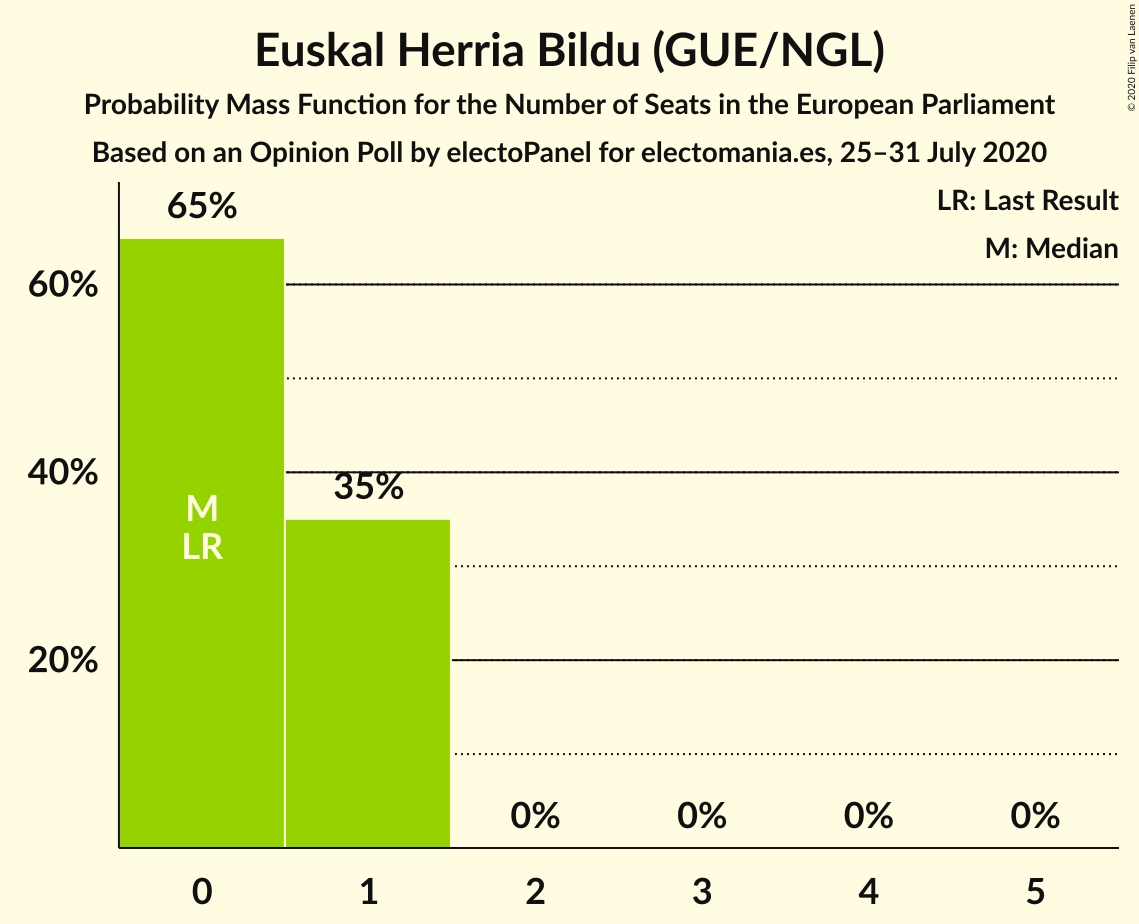 Euskal Herria Bildu (GUE/NGL)
Probability Mass Function for the Number of Seats in the European Parliament
Based on an Opinion Poll by electoPanel for electomania.es, 25–31 July 2020
© 2020 Filip van Laenen
LR: Last Result
M: Median
65%
60%
40%
35%
M
LR
20%
0% 0% 0% 0%
0 1 2 3 4 5